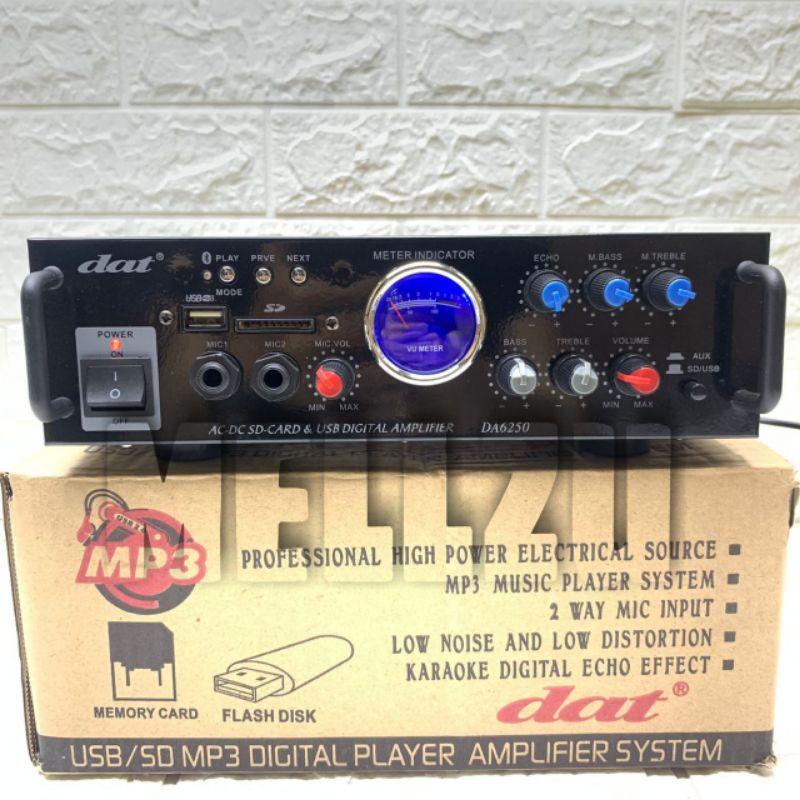 dat®
PLAY PRVE NEXT
MODE
METER INDICATOR
ECHO M.BASS M.TREBLE
USB
SD
POWER
ON
OFF
MIC1 MIC2 MIC.VOL
MIN MAX
VU METER
BASS TREBLE VOLUME
MIN MAX
AUX
SD/USB
AC-DC SD-CARD & USB DIGITAL AMPLIFIER DA6250
MELLZU
MP3
PROFESSIONAL HIGH POWER ELECTRICAL SOURCE
MP3 MUSIC PLAYER SYSTEM
2 WAY MIC INPUT
LOW NOISE AND LOW DISTORTION
KARAOKE DIGITAL ECHO EFFECT
MEMORY CARD
FLASH DISK
dat®
USB/SD MP3 DIGITAL PLAYER AMPLIFIER SYSTEM